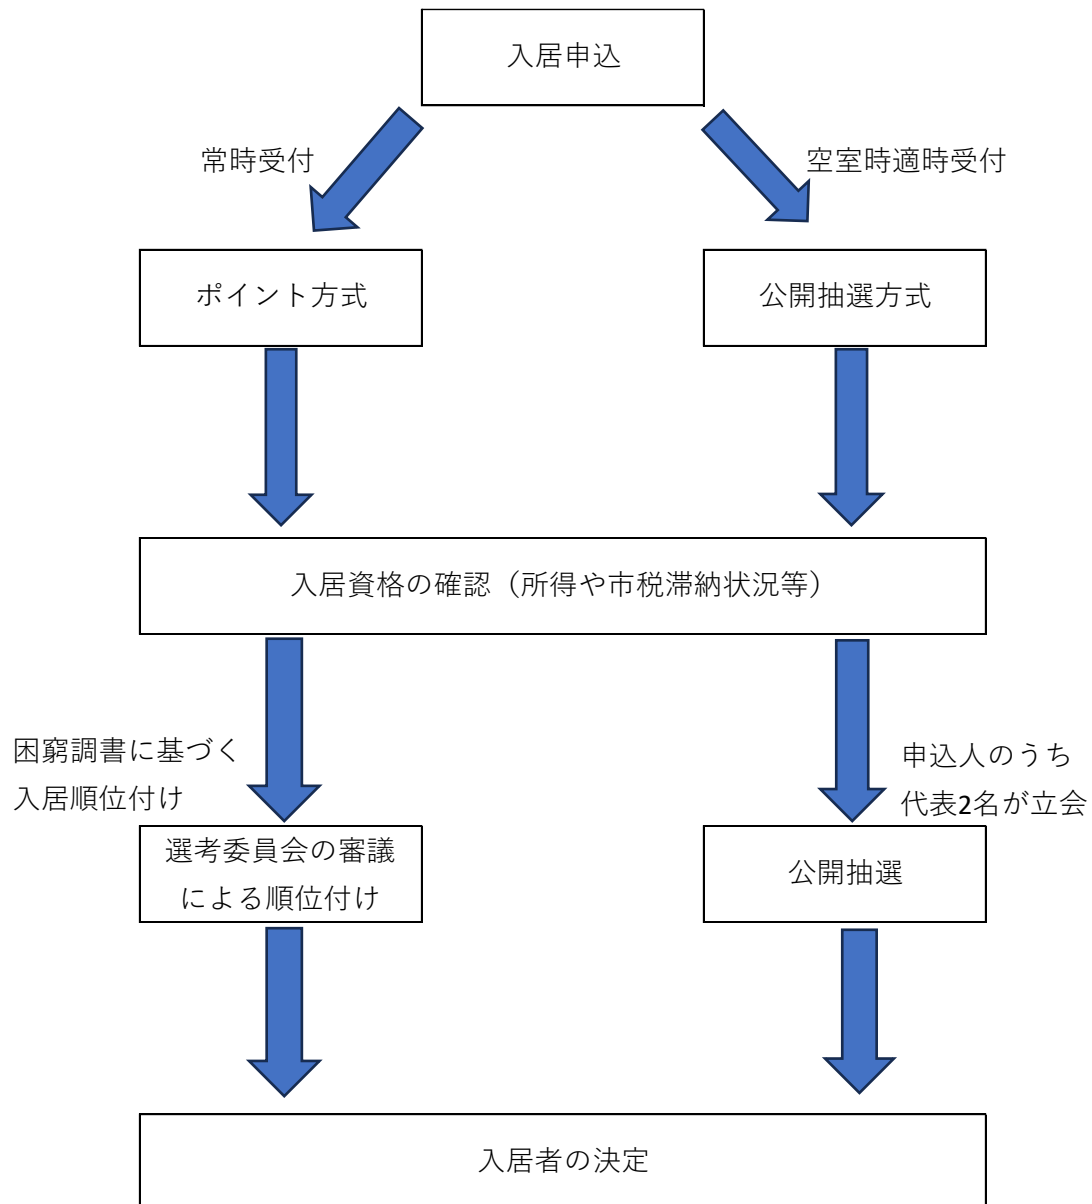 入居申込
常時受付
空室時適時受付
ポイント方式
公開抽選方式
入居資格の確認（所得や市税滞納状況等）
困窮調書に基づく
入居順位付け
申込人のうち
代表2名が立会
選考委員会の審議
による順位付け
公開抽選
入居者の決定